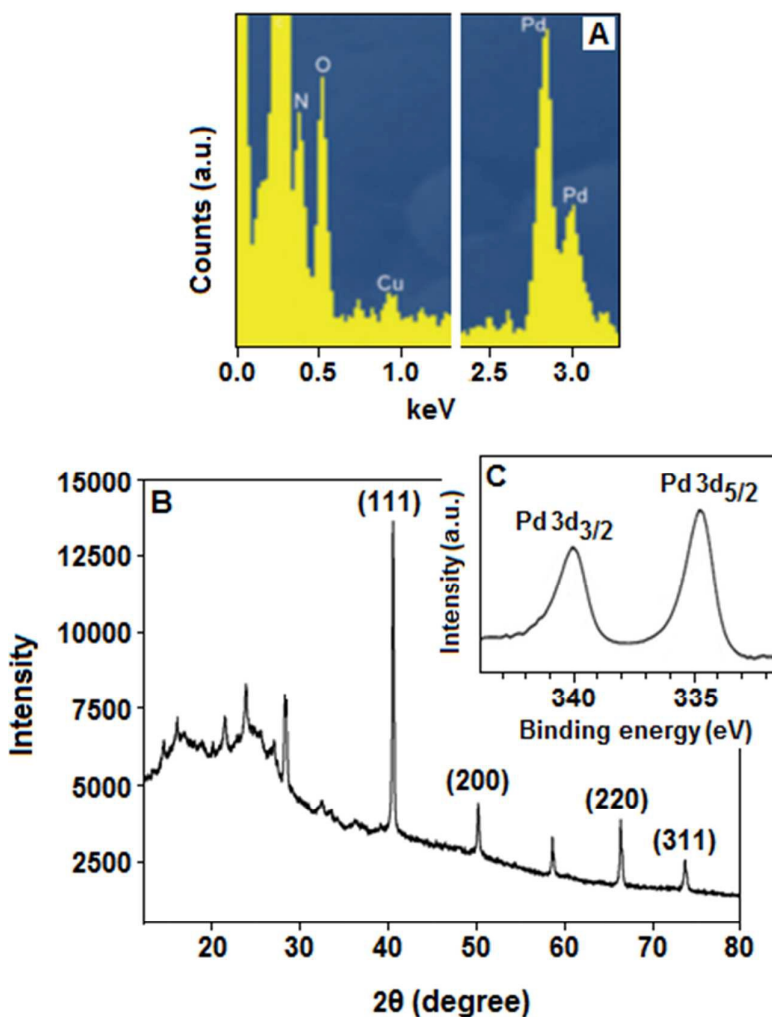 A
Pd
O
N
Pd
Cu
Counts (a.u.)
0.0 0.5 1.0 2.5 3.0
keV
B
C
(111)
Pd 3d5/2
Pd 3d3/2
Intensity (a.u.)
340 335
Binding energy (eV)
15000
12500
10000
7500
5000
2500
Intensity
(200)
(220)
(311)
20 30 40 50 60 70 80
2θ (degree)